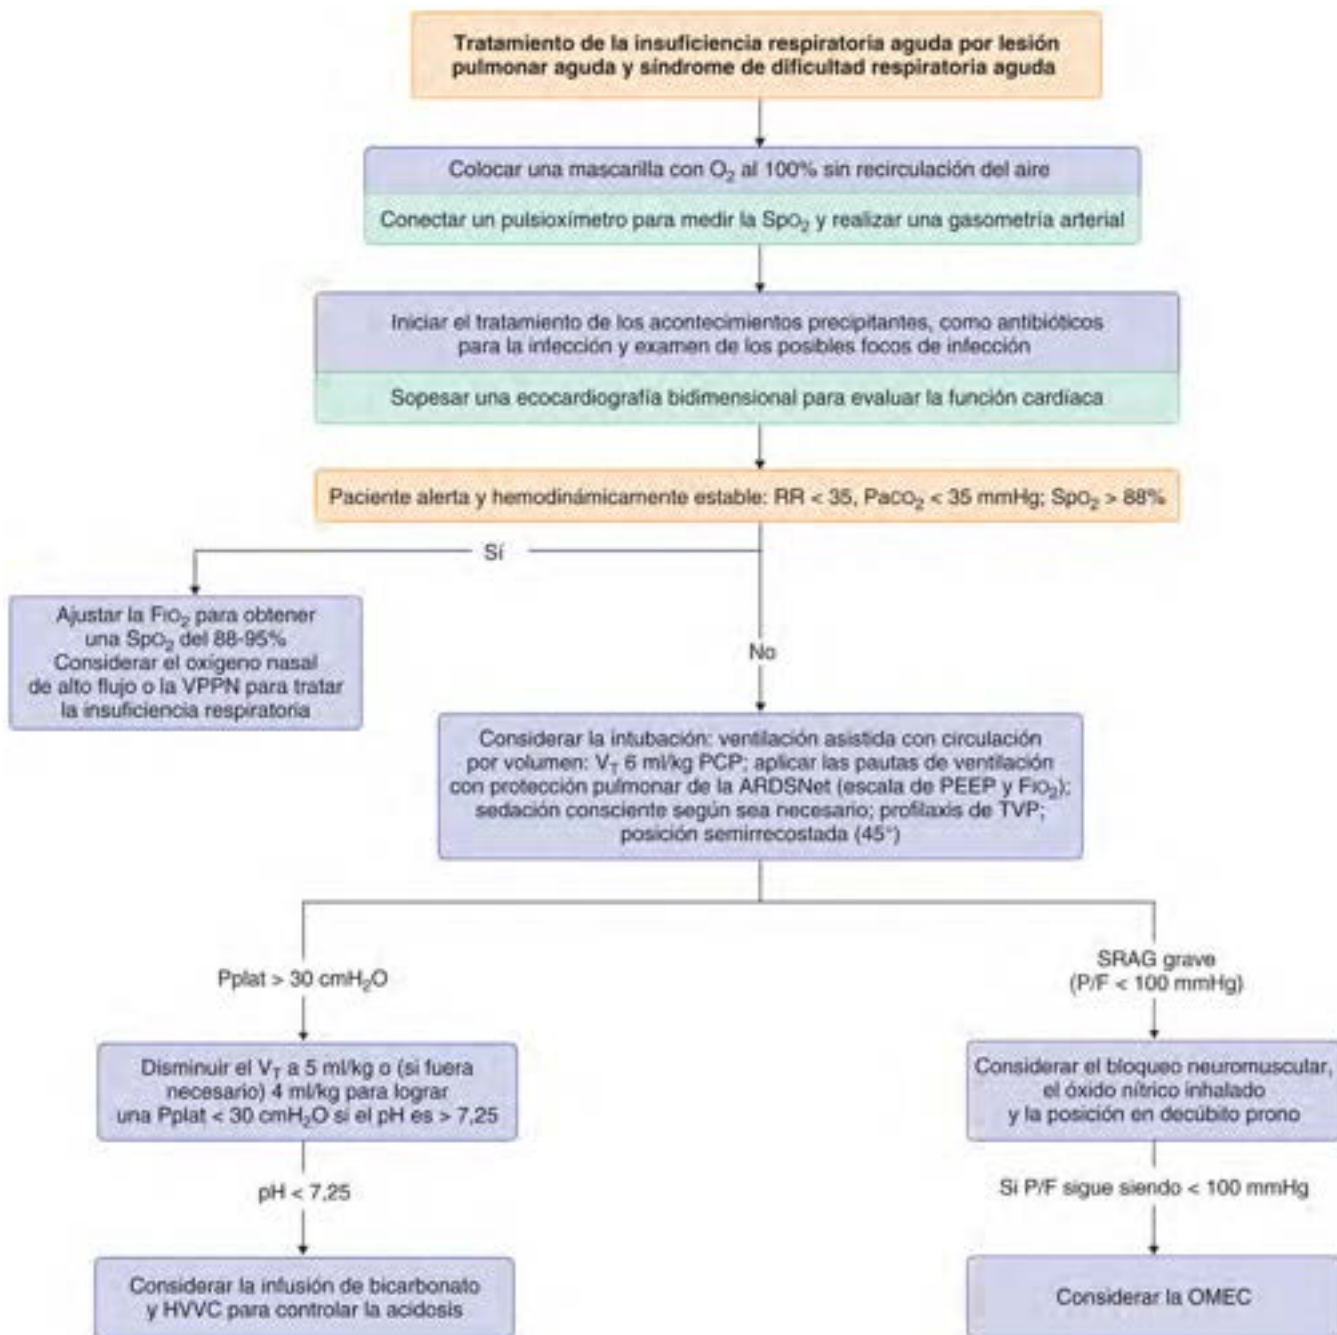 Tratamiento de la insuficiencia respiratoria aguda por lesión
pulmonar aguda y síndrome de dificultad respiratoria aguda
Colocar una mascarilla con O₂ al 100% sin recirculación del aire
Conectar un pulsioxímetro para medir la SpO₂ y realizar una gasometría arterial
Iniciar el tratamiento de los acontecimientos precipitantes, como antibióticos
para la infección y examen de los posibles focos de infección
Sopesar una ecocardiografía bidimensional para evaluar la función cardíaca
Paciente alerta y hemodinámicamente estable: RR < 35, PaCO₂ < 35 mmHg; SpO₂ > 88%
Sí
Ajustar la FiO₂ para obtener
una SpO₂ del 88-95%
Considerar el oxígeno nasal
de alto flujo o la VPPN para tratar
la insuficiencia respiratoria
No
Considerar la intubación: ventilación asistida con circulación
por volumen: V_T 6 ml/kg PCP; aplicar las pautas de ventilación
con protección pulmonar de la ARDSNet (escala de PEEP y FiO₂);
sedación consciente según sea necesario; profilaxis de TVP;
posición semirrecostada (45°)
Pplat > 30 cmH₂O
Disminuir el V_T a 5 ml/kg o (si fuera
necesario) 4 ml/kg para lograr
una Pplat < 30 cmH₂O si el pH es > 7,25
pH < 7,25
Considerar la infusión de bicarbonato
y HVVC para controlar la acidosis
SRAG grave
(P/F < 100 mmHg)
Considerar el bloqueo neuromuscular,
el óxido nítrico inhalado
y la posición en decúbito prono
Si P/F sigue siendo < 100 mmHg
Considerar la OMEC